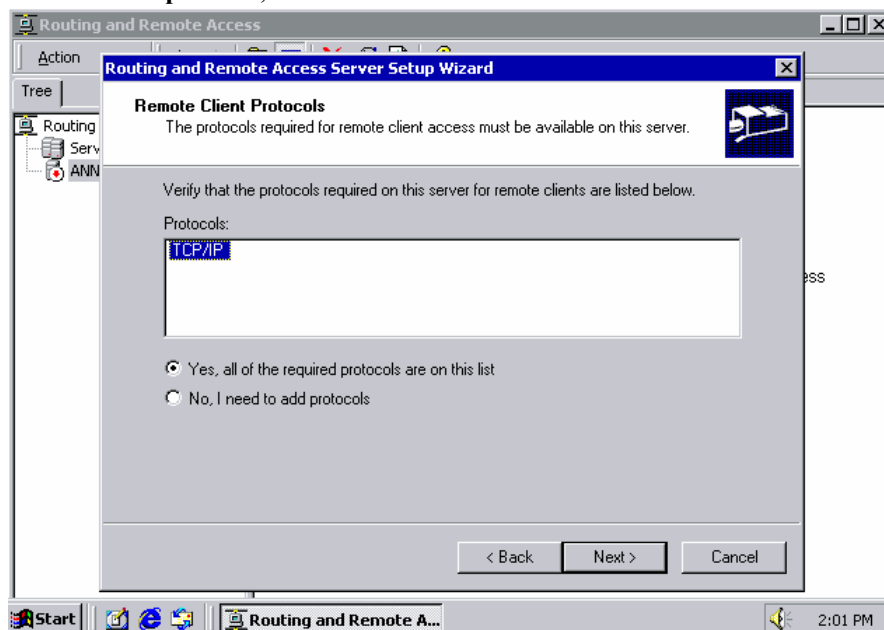 Routing and Remote Access
Action
Routing and Remote Access Server Setup Wizard
Tree
Remote Client Protocols
The protocols required for remote client access must be available on this server.
Routing
Serv
ANN
Verify that the protocols required on this server for remote clients are listed below.
Protocols:
TCP/IP
ess
Yes, all of the required protocols are on this list
No, I need to add protocols
< Back
Next >
Cancel
Start
Routing and Remote A...
2:01 PM